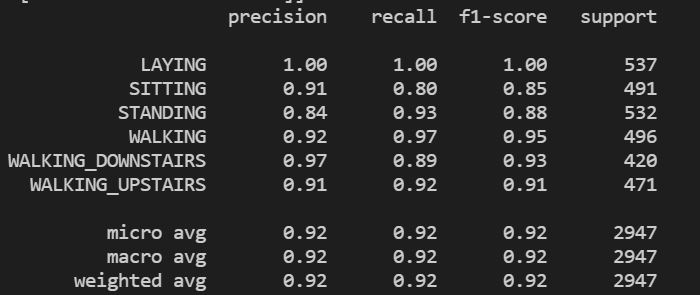 precision recall f1-score support
LAYING 1.00 1.00 1.00 537
SITTING 0.91 0.80 0.85 491
STANDING 0.84 0.93 0.88 532
WALKING 0.92 0.97 0.95 496
WALKING_DOWNSTAIRS 0.97 0.89 0.93 420
WALKING_UPSTAIRS 0.91 0.92 0.91 471
micro avg 0.92 0.92 0.92 2947
macro avg 0.92 0.92 0.92 2947
weighted avg 0.92 0.92 0.92 2947